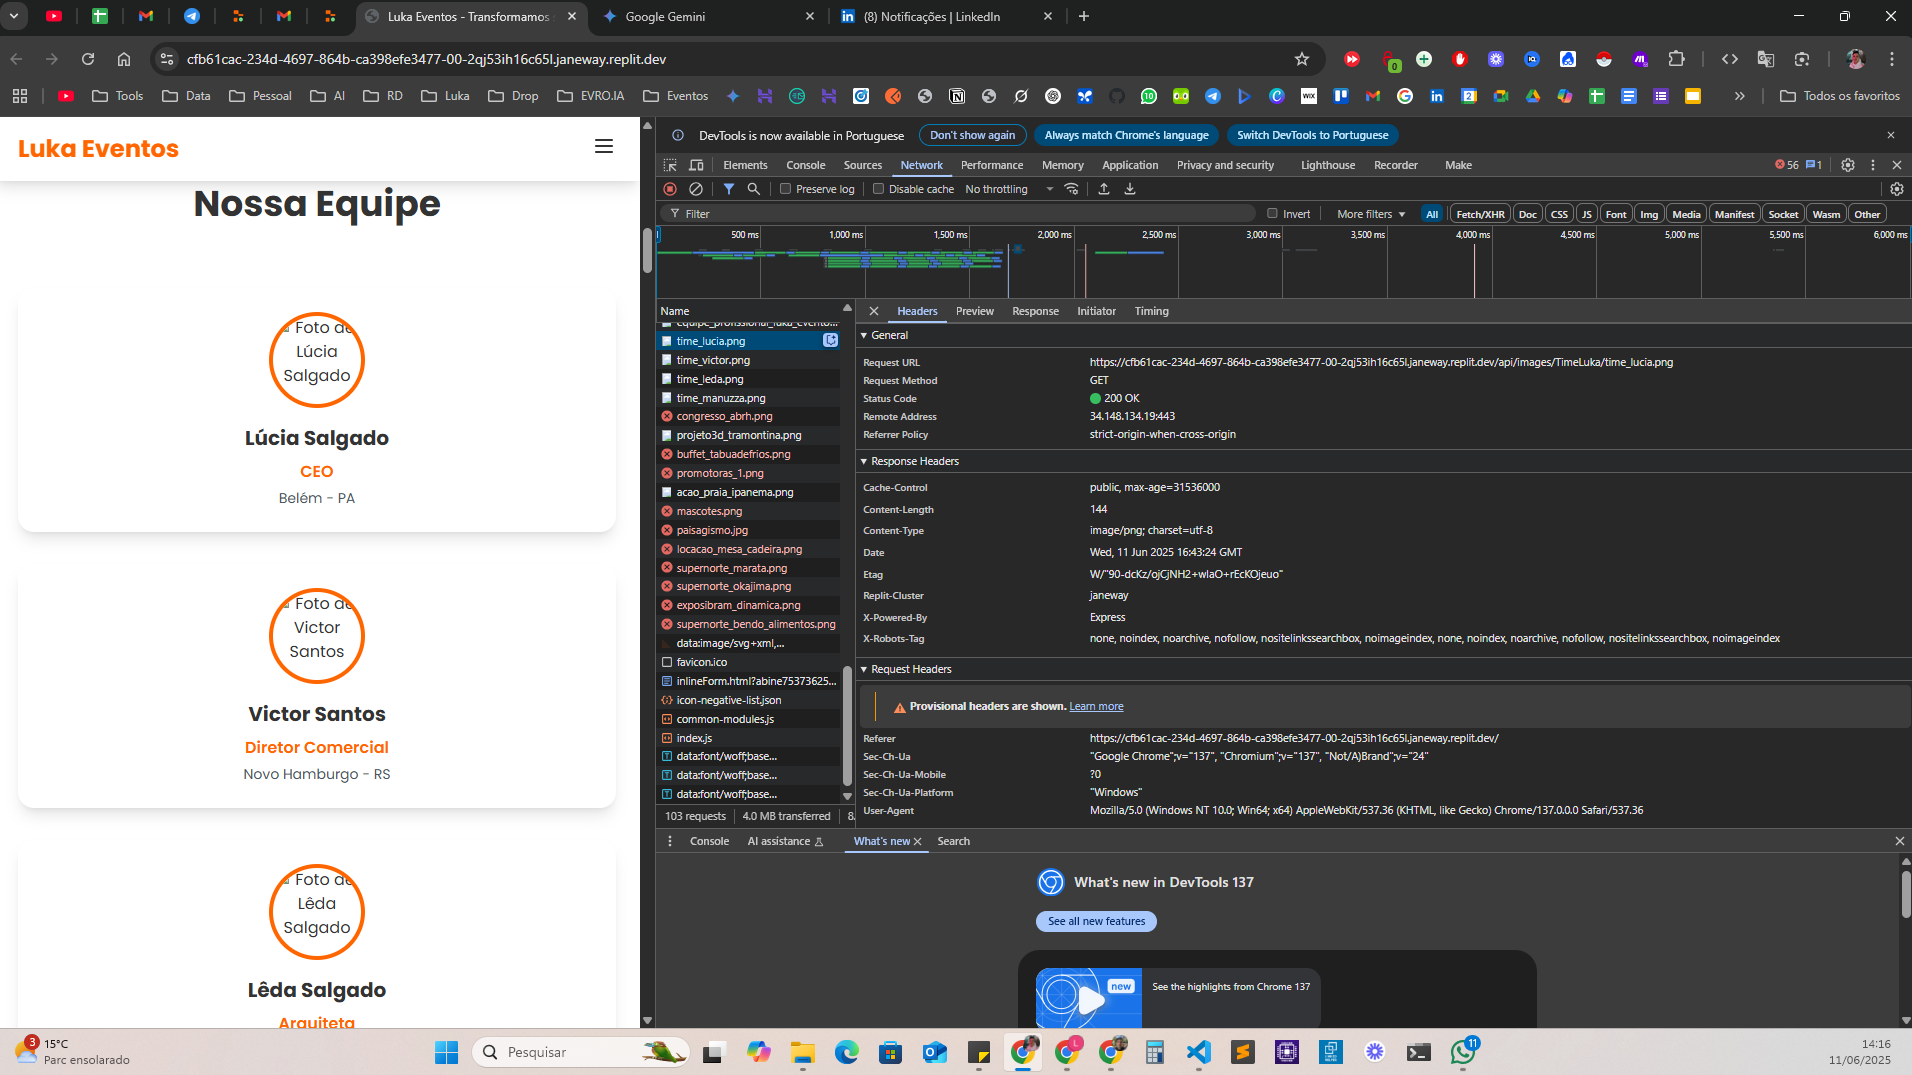 Luka Eventos - Transformamos
Google Gemini
(8) Notificações | LinkedIn
cfb61cac-234d-4697-864b-ca398efe3477-00-2qj53ih16c65l.janeway.replit.dev
0
Tools
Data
Pessoal
AI
RD
Luka
Drop
EVRO.IA
Eventos
WIX
Todos os favoritos
Luka Eventos
Nossa Equipe
Foto de
Lúcia
Salgado
Lúcia Salgado
CEO
Belém - PA
Foto de
Victor
Santos
Victor Santos
Diretor Comercial
Novo Hamburgo - RS
Foto de
Lêda
Salgado
Lêda Salgado
Arquiteta
DevTools is now available in Portuguese
Don't show again
Always match Chrome's language
Switch DevTools to Portuguese
Elements
Console
Sources
Network
Performance
Memory
Application
Privacy and security
Lighthouse
Recorder
Make
56
1
Preserve log
Disable cache
No throttling
Filter
Invert
More filters
All
Fetch/XHR
Doc
CSS
JS
Font
Img
Media
Manifest
Socket
Wasm
Other
500 ms
1,000 ms
1,500 ms
2,000 ms
2,500 ms
3,000 ms
3,500 ms
4,000 ms
4,500 ms
5,000 ms
5,500 ms
6,000 ms
Name
equipe_profissional_luka_evento...
time_lucia.png
time_victor.png
time_leda.png
time_manuzza.png
congresso_abrh.png
projeto3d_tramontina.png
buffet_tabuadefrios.png
promotoras_1.png
acao_praia_ipanema.png
mascotes.png
paisagismo.jpg
locacao_mesa_cadeira.png
supernorte_marata.png
supernorte_okajima.png
exposibram_dinamica.png
supernorte_bendo_alimentos.png
data:image/svg+xml,...
favicon.ico
inlineForm.html?abine75373625...
icon-negative-list.json
common-modules.js
index.js
data:font/woff;base...
data:font/woff;base...
data:font/woff;base...
103 requests
4.0 MB transferred
8.
Headers
Preview
Response
Initiator
Timing
General
Request URL https://cfb61cac-234d-4697-864b-ca398efe3477-00-2qj53ih16c65l.janeway.replit.dev/api/images/TimeLuka/time_lucia.png
Request Method GET
Status Code 200 OK
Remote Address 34.148.134.19:443
Referrer Policy strict-origin-when-cross-origin
Response Headers
Cache-Control public, max-age=31536000
Content-Length 144
Content-Type image/png; charset=utf-8
Date Wed, 11 Jun 2025 16:43:24 GMT
Etag W/"90-dcKz/ojCjNH2+wlaO+rEcKOjeuo"
Replit-Cluster janeway
X-Powered-By Express
X-Robots-Tag none, noindex, noarchive, nofollow, nositelinkssearchbox, noimageindex, none, noindex, noarchive, nofollow, nositelinkssearchbox, noimageindex
Request Headers
Provisional headers are shown. Learn more
Referer https://cfb61cac-234d-4697-864b-ca398efe3477-00-2qj53ih16c65l.janeway.replit.dev/
Sec-Ch-Ua "Google Chrome";v="137", "Chromium";v="137", "Not/A)Brand";v="24"
Sec-Ch-Ua-Mobile ?0
Sec-Ch-Ua-Platform "Windows"
User-Agent Mozilla/5.0 (Windows NT 10.0; Win64; x64) AppleWebKit/537.36 (KHTML, like Gecko) Chrome/137.0.0.0 Safari/537.36
Console
AI assistance
What's new
Search
What's new in DevTools 137
See all new features
new
See the highlights from Chrome 137
3
15°C
Parc ensolarado
Pesquisar
11
14:16
11/06/2025